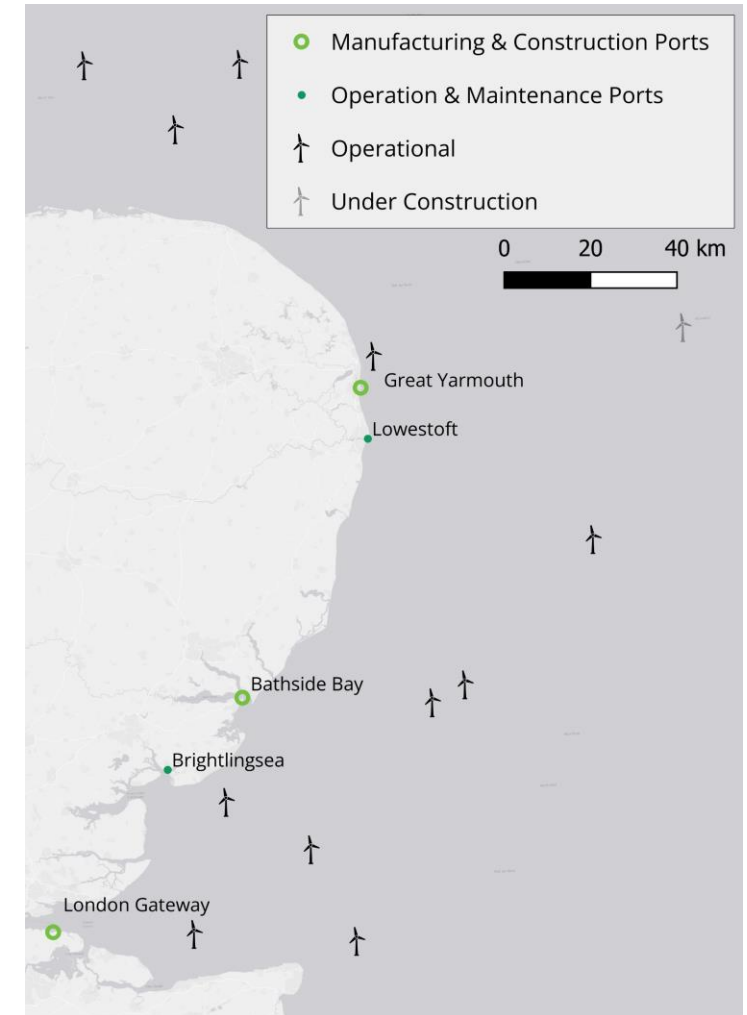 Manufacturing & Construction Ports
Operation & Maintenance Ports
Operational
Under Construction
0 20 40 km
Great Yarmouth
Lowestoft
Bathside Bay
Brightlingsea
London Gateway